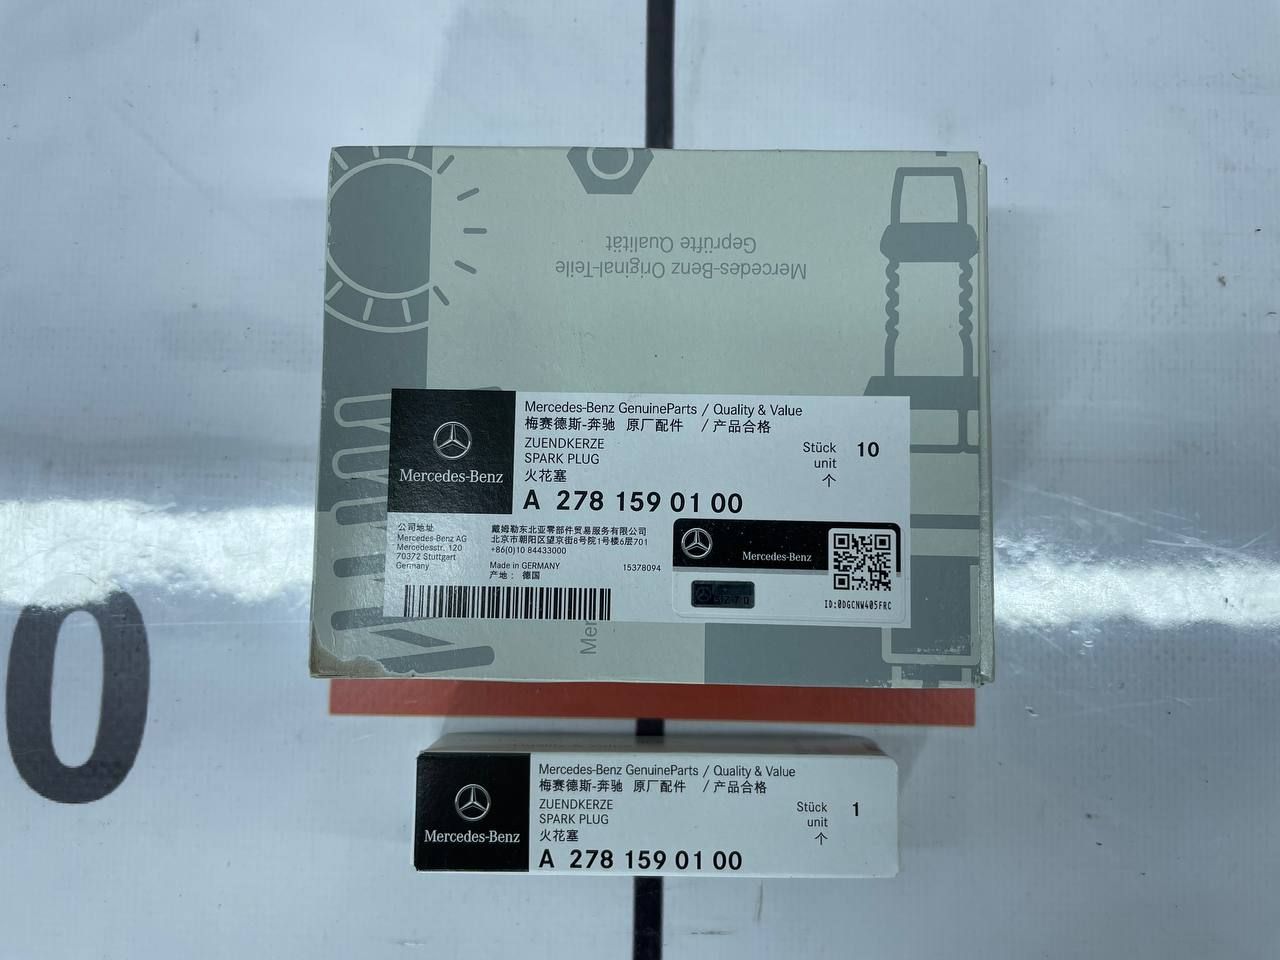 Mercedes-Benz Original-Teile
Geprüfte Qualität
Mercedes-Benz
Mercedes-Benz GenuineParts / Quality & Value
梅赛德斯-奔驰 原厂配件 /产品合格
ZUENDKERZE
SPARK PLUG
火花塞
A 278 159 01 00
Stück 10
unit
个
公司地址
Mercedes-Benz AG
Mercedesstr. 120
70372 Stuttgart
Germany
戴姆勒东北亚零部件贸易服务有限公司
北京市朝阳区望京街8号院1号楼6层701
+86(0)10 84433000
Made in GERMANY 15378094
产地: 德国
Mercedes-Benz
ID:0DGCNW405FRC
Mer
0
Mercedes-Benz
Mercedes-Benz GenuineParts / Quality & Value
梅赛德斯-奔驰 原厂配件 /产品合格
ZUENDKERZE
SPARK PLUG
火花塞
A 278 159 01 00
Stück 1
unit
个